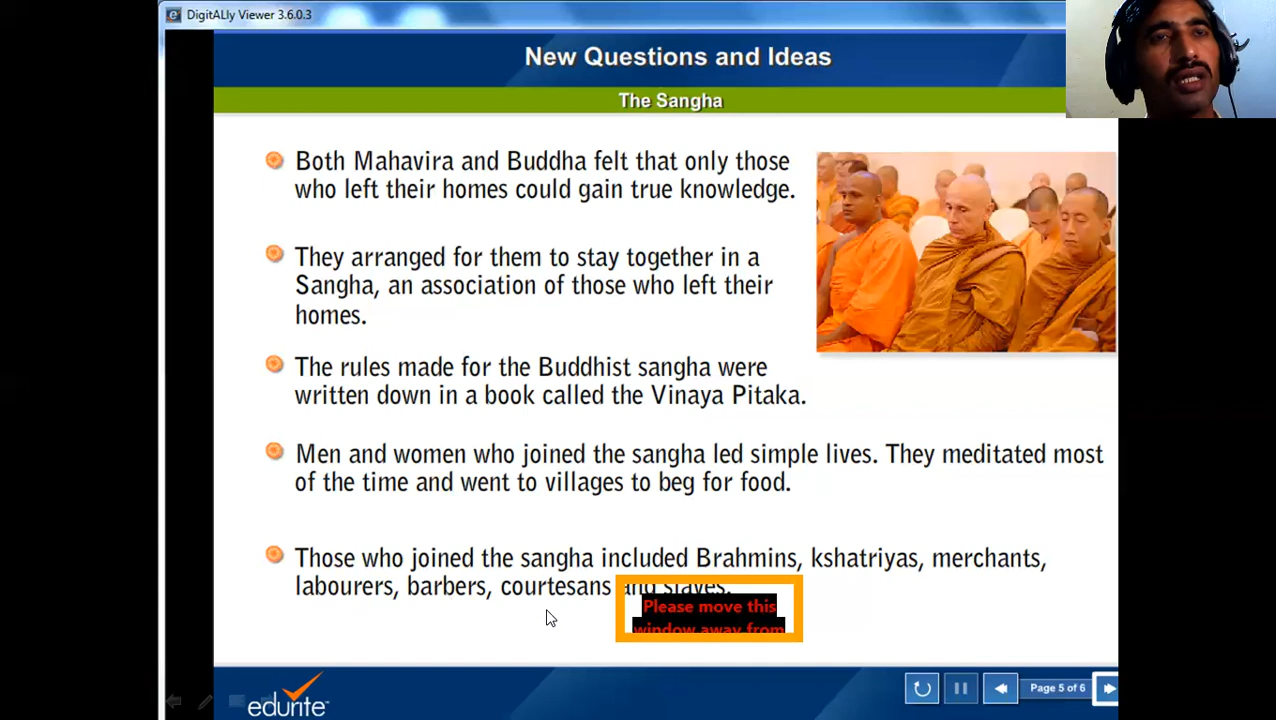 DigitALly Viewer 3.6.0.3
New Questions and Ideas
The Sangha
Both Mahavira and Buddha felt that only those
who left their homes could gain true knowledge.
They arranged for them to stay together in a
Sangha, an association of those who left their
homes.
The rules made for the Buddhist sangha were
written down in a book called the Vinaya Pitaka.
Men and women who joined the sangha led simple lives. They meditated most
of the time and went to villages to beg for food.
Those who joined the sangha included Brahmins, kshatriyas, merchants,
labourers, barbers, courtesans and slaves.
Please move this
window away from
edurite
Page 5 of 6